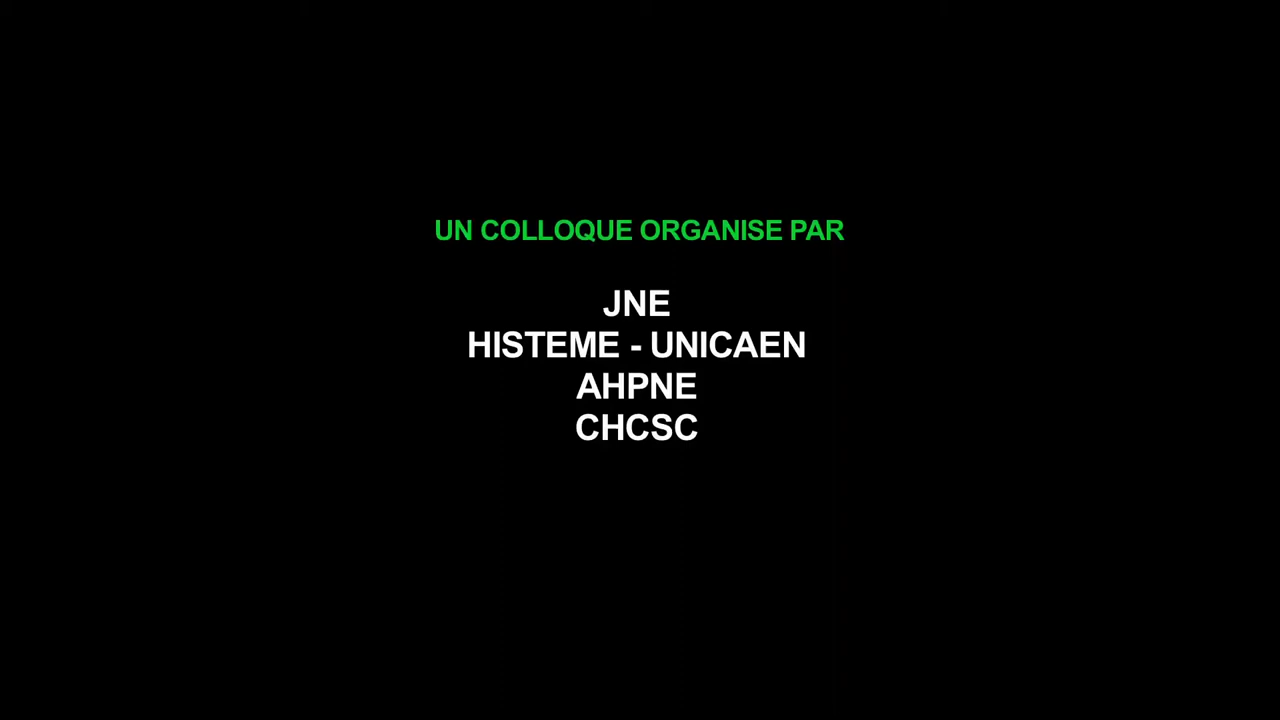 UN COLLOQUE ORGANISE PAR
JNE
HISTEME - UNICAEN
AHPNE
CHCSC